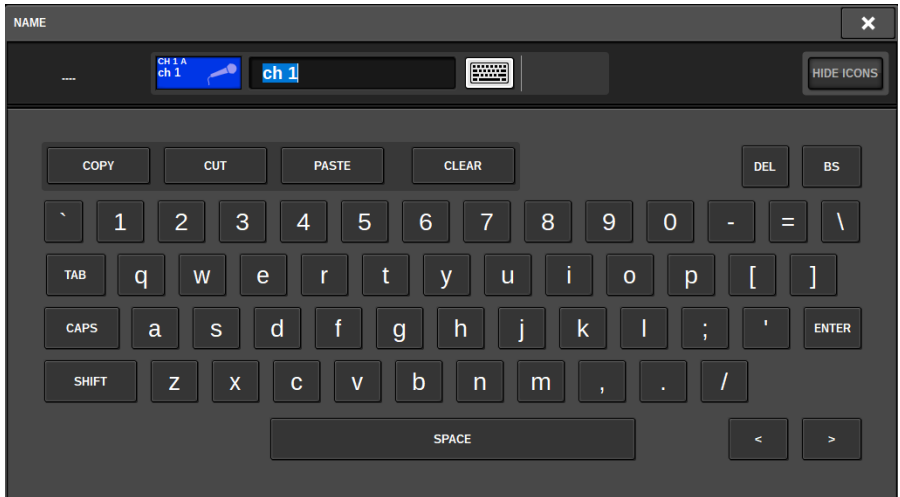 NAME ×
---- CH 1 A
ch 1 ch 1 HIDE ICONS
COPY CUT PASTE CLEAR DEL BS
` 1 2 3 4 5 6 7 8 9 0 - = \
TAB q w e r t y u i o p [ ]
CAPS a s d f g h j k l ; ' ENTER
SHIFT z x c v b n m , . /
SPACE < >